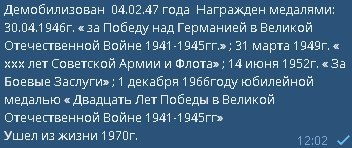 Демобилизован 04.02.47 года Награжден медалями:
30.04.1946г. « за Победу над Германией в Великой
Отечественной Войне 1941-1945гг.» ; 31 марта 1949г. «
ххх лет Советской Армии и Флота» ; 14 июня 1952г. « За
Боевые Заслуги» ; 1 декабря 1966году юбилейной
медалью « Двадцать Лет Победы в Великой
Отечественной Войне 1941-1945гг»
Ушел из жизни 1970г.
12:02